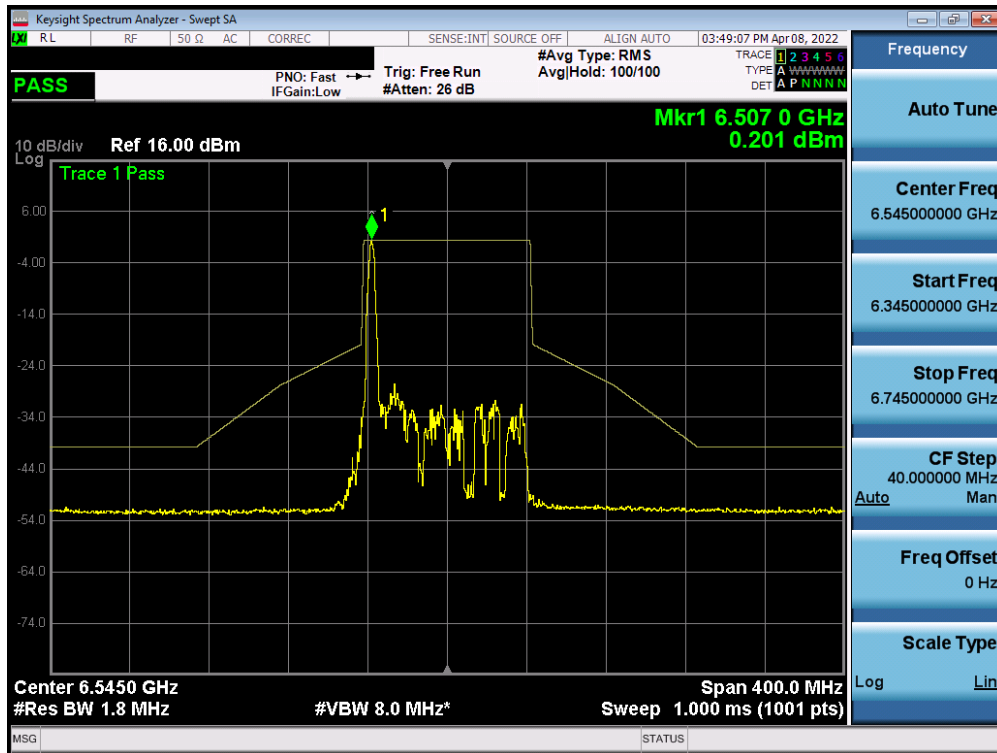 Keysight Spectrum Analyzer - Swept SA
LXI RL RF 50 Ω AC CORREC SENSE:INT SOURCE OFF ALIGN AUTO 03:49:07 PM Apr 08, 2022
PASS
PNO: Fast
IFGain:Low
Trig: Free Run
#Atten: 26 dB
#Avg Type: RMS
Avg|Hold: 100/100
TRACE 1 2 3 4 5 6
TYPE A WWWWW
DET A P N N N N
Mkr1 6.507 0 GHz
0.201 dBm
10 dB/div Ref 16.00 dBm
Log
Trace 1 Pass
1
6.00
-4.00
-14.0
-24.0
-34.0
-44.0
-54.0
-64.0
-74.0
Center 6.5450 GHz Span 400.0 MHz
#Res BW 1.8 MHz #VBW 8.0 MHz* Sweep 1.000 ms (1001 pts)
MSG STATUS
Frequency
Auto Tune
Center Freq
6.545000000 GHz
Start Freq
6.345000000 GHz
Stop Freq
6.745000000 GHz
CF Step
40.000000 MHz
Auto Man
Freq Offset
0 Hz
Scale Type
Log Lin